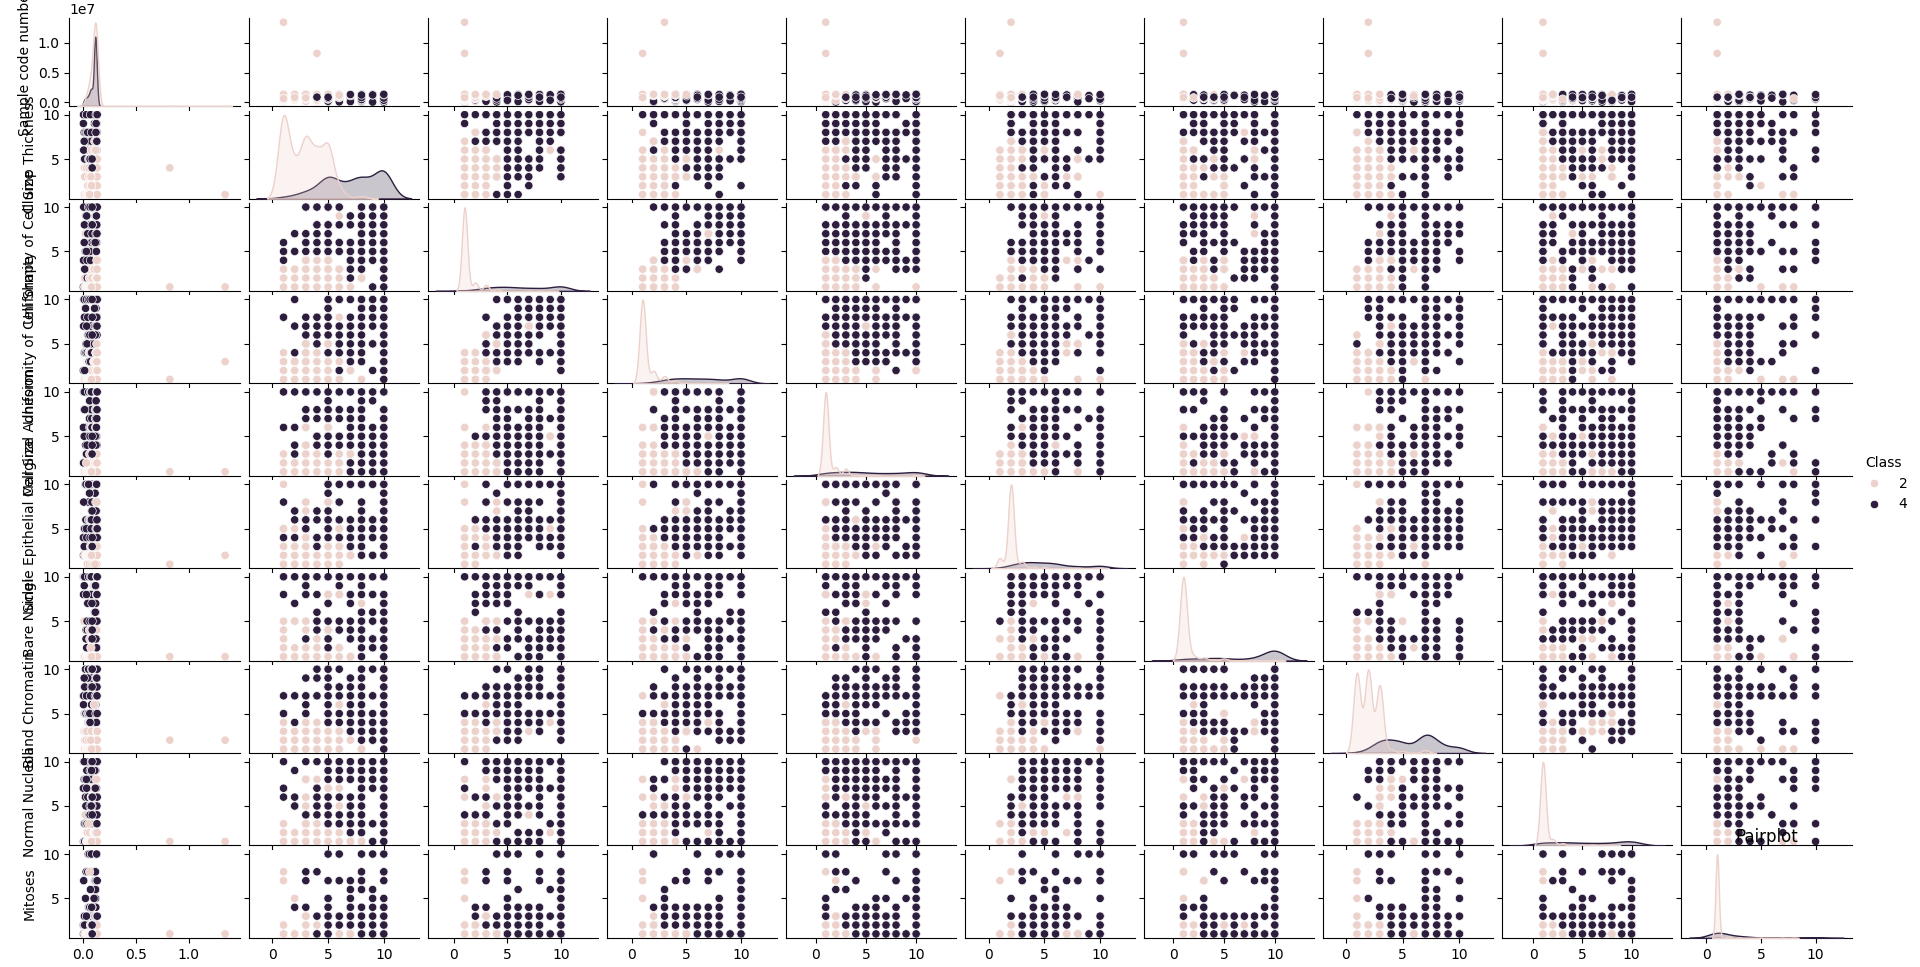 1e7
1.0
0.5
0.0
Sample code number
10
5
Clump Thickness
10
5
Uniformity of Cell Size
10
5
Uniformity of Cell Shape
10
5
Marginal Adhesion
10
5
Single Epithelial Cell Size
10
5
Bare Nuclei
10
5
Bland Chromatin
10
5
Normal Nucleoli
Pairplot
10
5
Mitoses
0.0 0.5 1.0 0 5 10 0 5 10 0 5 10 0 5 10 0 5 10 0 5 10 0 5 10 0 5 10 0 5 10
Class
2
4